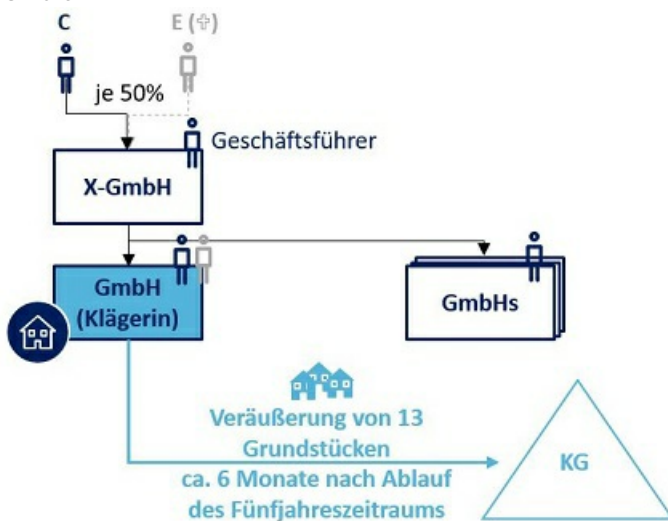 C
E (✞)
je 50%
Geschäftsführer
X-GmbH
GmbH
(Klägerin)
GmbHs
Veräußerung von 13
Grundstücken
ca. 6 Monate nach Ablauf
des Fünfjahreszeitraums
KG